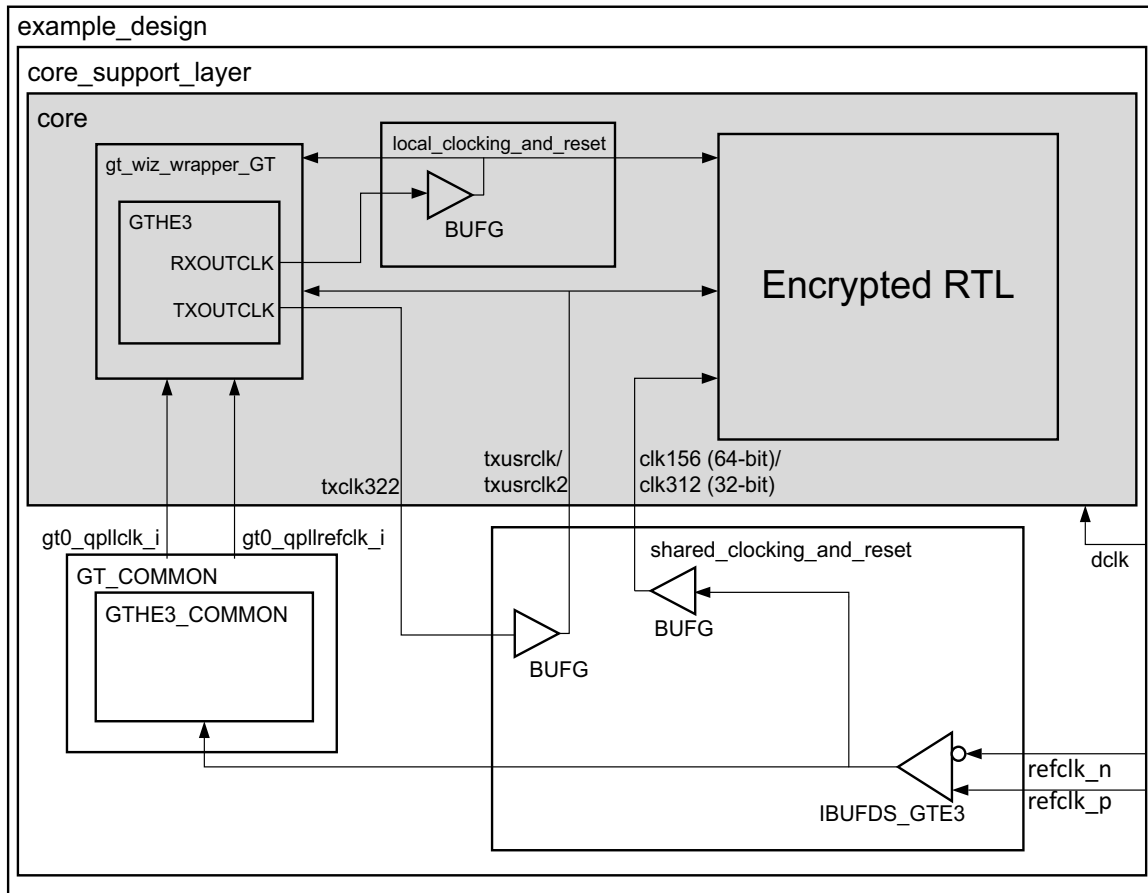 example_design
core_support_layer
core
local_clocking_and_reset
gt_wiz_wrapper_GT
GTHE3
BUFG
RXOUTCLK
TXOUTCLK
Encrypted RTL
txusrclk/
txusrclk2
clk156 (64-bit)/
clk312 (32-bit)
txclk322
gt0_qpllclk_i
gt0_qpllrefclk_i
shared_clocking_and_reset
dclk
GT_COMMON
GTHE3_COMMON
BUFG
BUFG
refclk_n
refclk_p
IBUFDS_GTE3